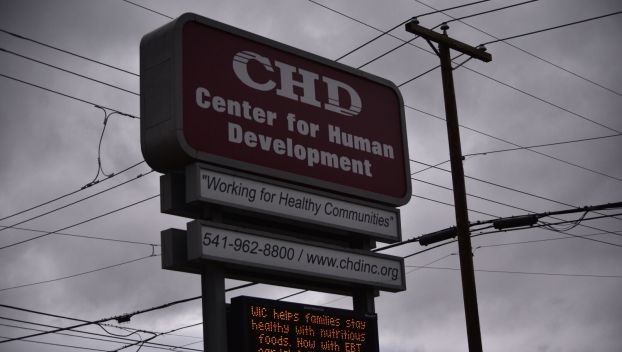 CHD
Center for Human
Development
"Working for Healthy Communities"
541-962-8800 / www.chdinc.org
WIC helps families stay
healthy with nutritious
foods. Now with EBT